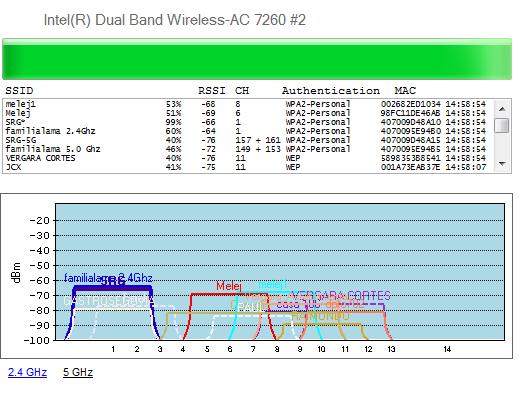 Intel(R) Dual Band Wireless-AC 7260 #2
SSID RSSI CH Authentication MAC
melej1 53% -68 8 WPA2-Personal 002682ED1034 14:58:54
Melej 51% -69 6 WPA2-Personal 98FC11DE46AB 14:58:54
SRG* 99% -66 1 WPA2-Personal 407009D48A10 14:58:54
familialama 2.4Ghz 60% -64 1 WPA2-Personal 407009E94B80 14:58:54
SRG-5G 40% -76 157 + 161 WPA2-Personal 407009D48A15 14:58:54
familialama 5.0 Ghz 46% -72 149 + 153 WPA2-Personal 407009E94B85 14:58:54
VERGARA CORTES 40% -76 11 WEP 5898353B8541 14:58:54
JCX 41% -75 11 WEP 001A73EAB37E 14:58:07
dBm
-20
-30
-40
-50
-60
-70
-80
-90
-100
familialama 2.4Ghz
SRG*
Melej
melej1
VERGARA CORTES
PAUL
1 2 3 4 5 6 7 8 9 10 11 12 13 14
2.4 GHz 5 GHz